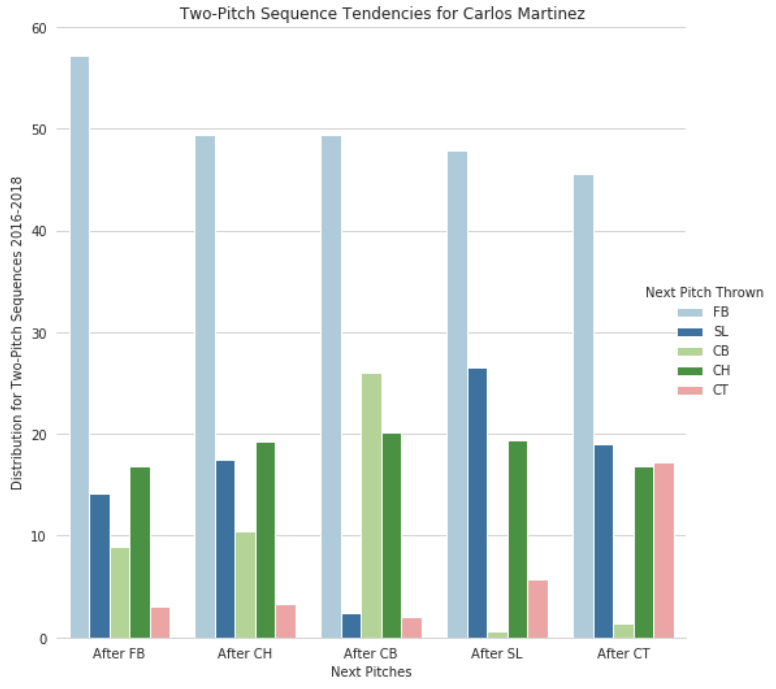 Two-Pitch Sequence Tendencies for Carlos Martinez
60
50
40
30
20
10
0
Distribution for Two-Pitch Sequences 2016-2018
After FB
After CH
After CB
After SL
After CT
Next Pitches
Next Pitch Thrown
FB
SL
CB
CH
CT